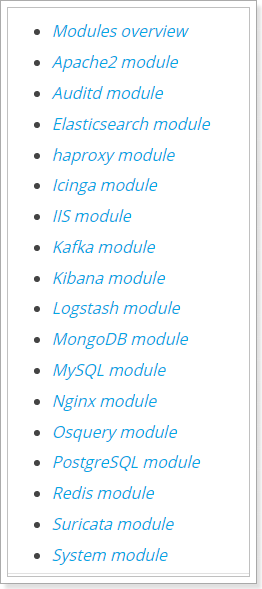 Modules overview
Apache2 module
Auditd module
Elasticsearch module
haproxy module
Icinga module
IIS module
Kafka module
Kibana module
Logstash module
MongoDB module
MySQL module
Nginx module
Osquery module
PostgreSQL module
Redis module
Suricata module
System module